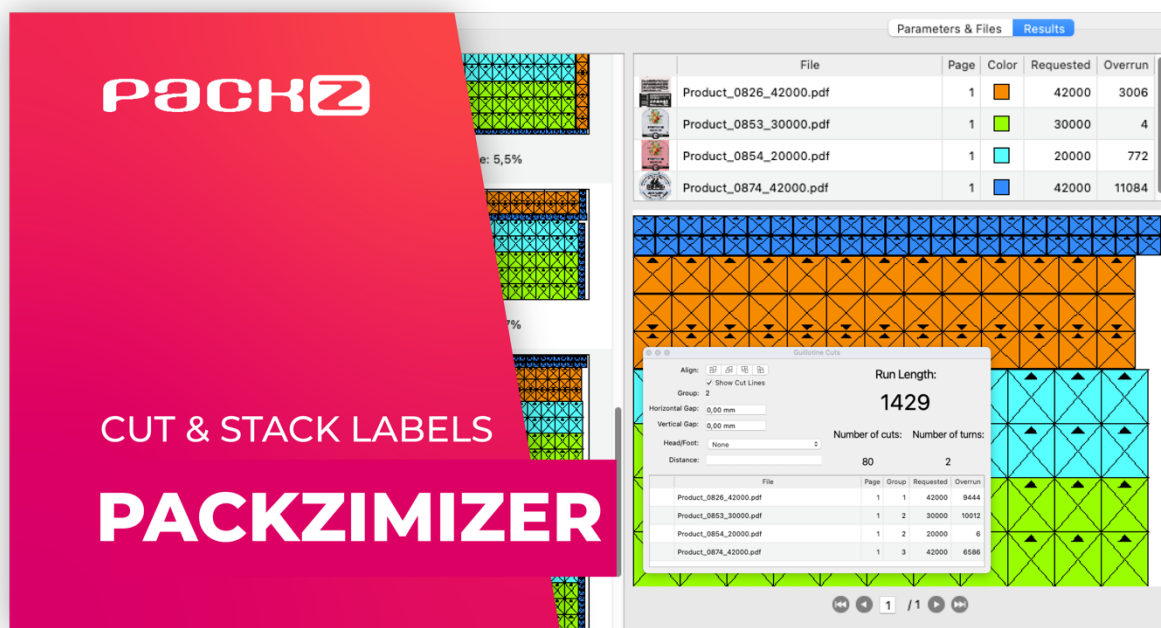 PACKZ
CUT & STACK LABELS
PACKZIMIZER
e: 5,5%
7%
Parameters & Files Results
File Page Color Requested Overrun
Product_0826_42000.pdf 1 42000 3006
Product_0853_30000.pdf 1 30000 4
Product_0854_20000.pdf 1 20000 772
Product_0874_42000.pdf 1 42000 11084
Guillotine Cuts
Align:
Show Cut Lines
Group: 2
Horizontal Gap: 0,00 mm
Vertical Gap: 0,00 mm
Head/Foot: None
Distance:
Run Length:
1429
Number of cuts: Number of turns:
80 2
File Page Group Requested Overrun
Product_0826_42000.pdf 1 1 42000 9444
Product_0853_30000.pdf 1 2 30000 10012
Product_0854_20000.pdf 1 2 20000 6
Product_0874_42000.pdf 1 3 42000 6586
1 /1